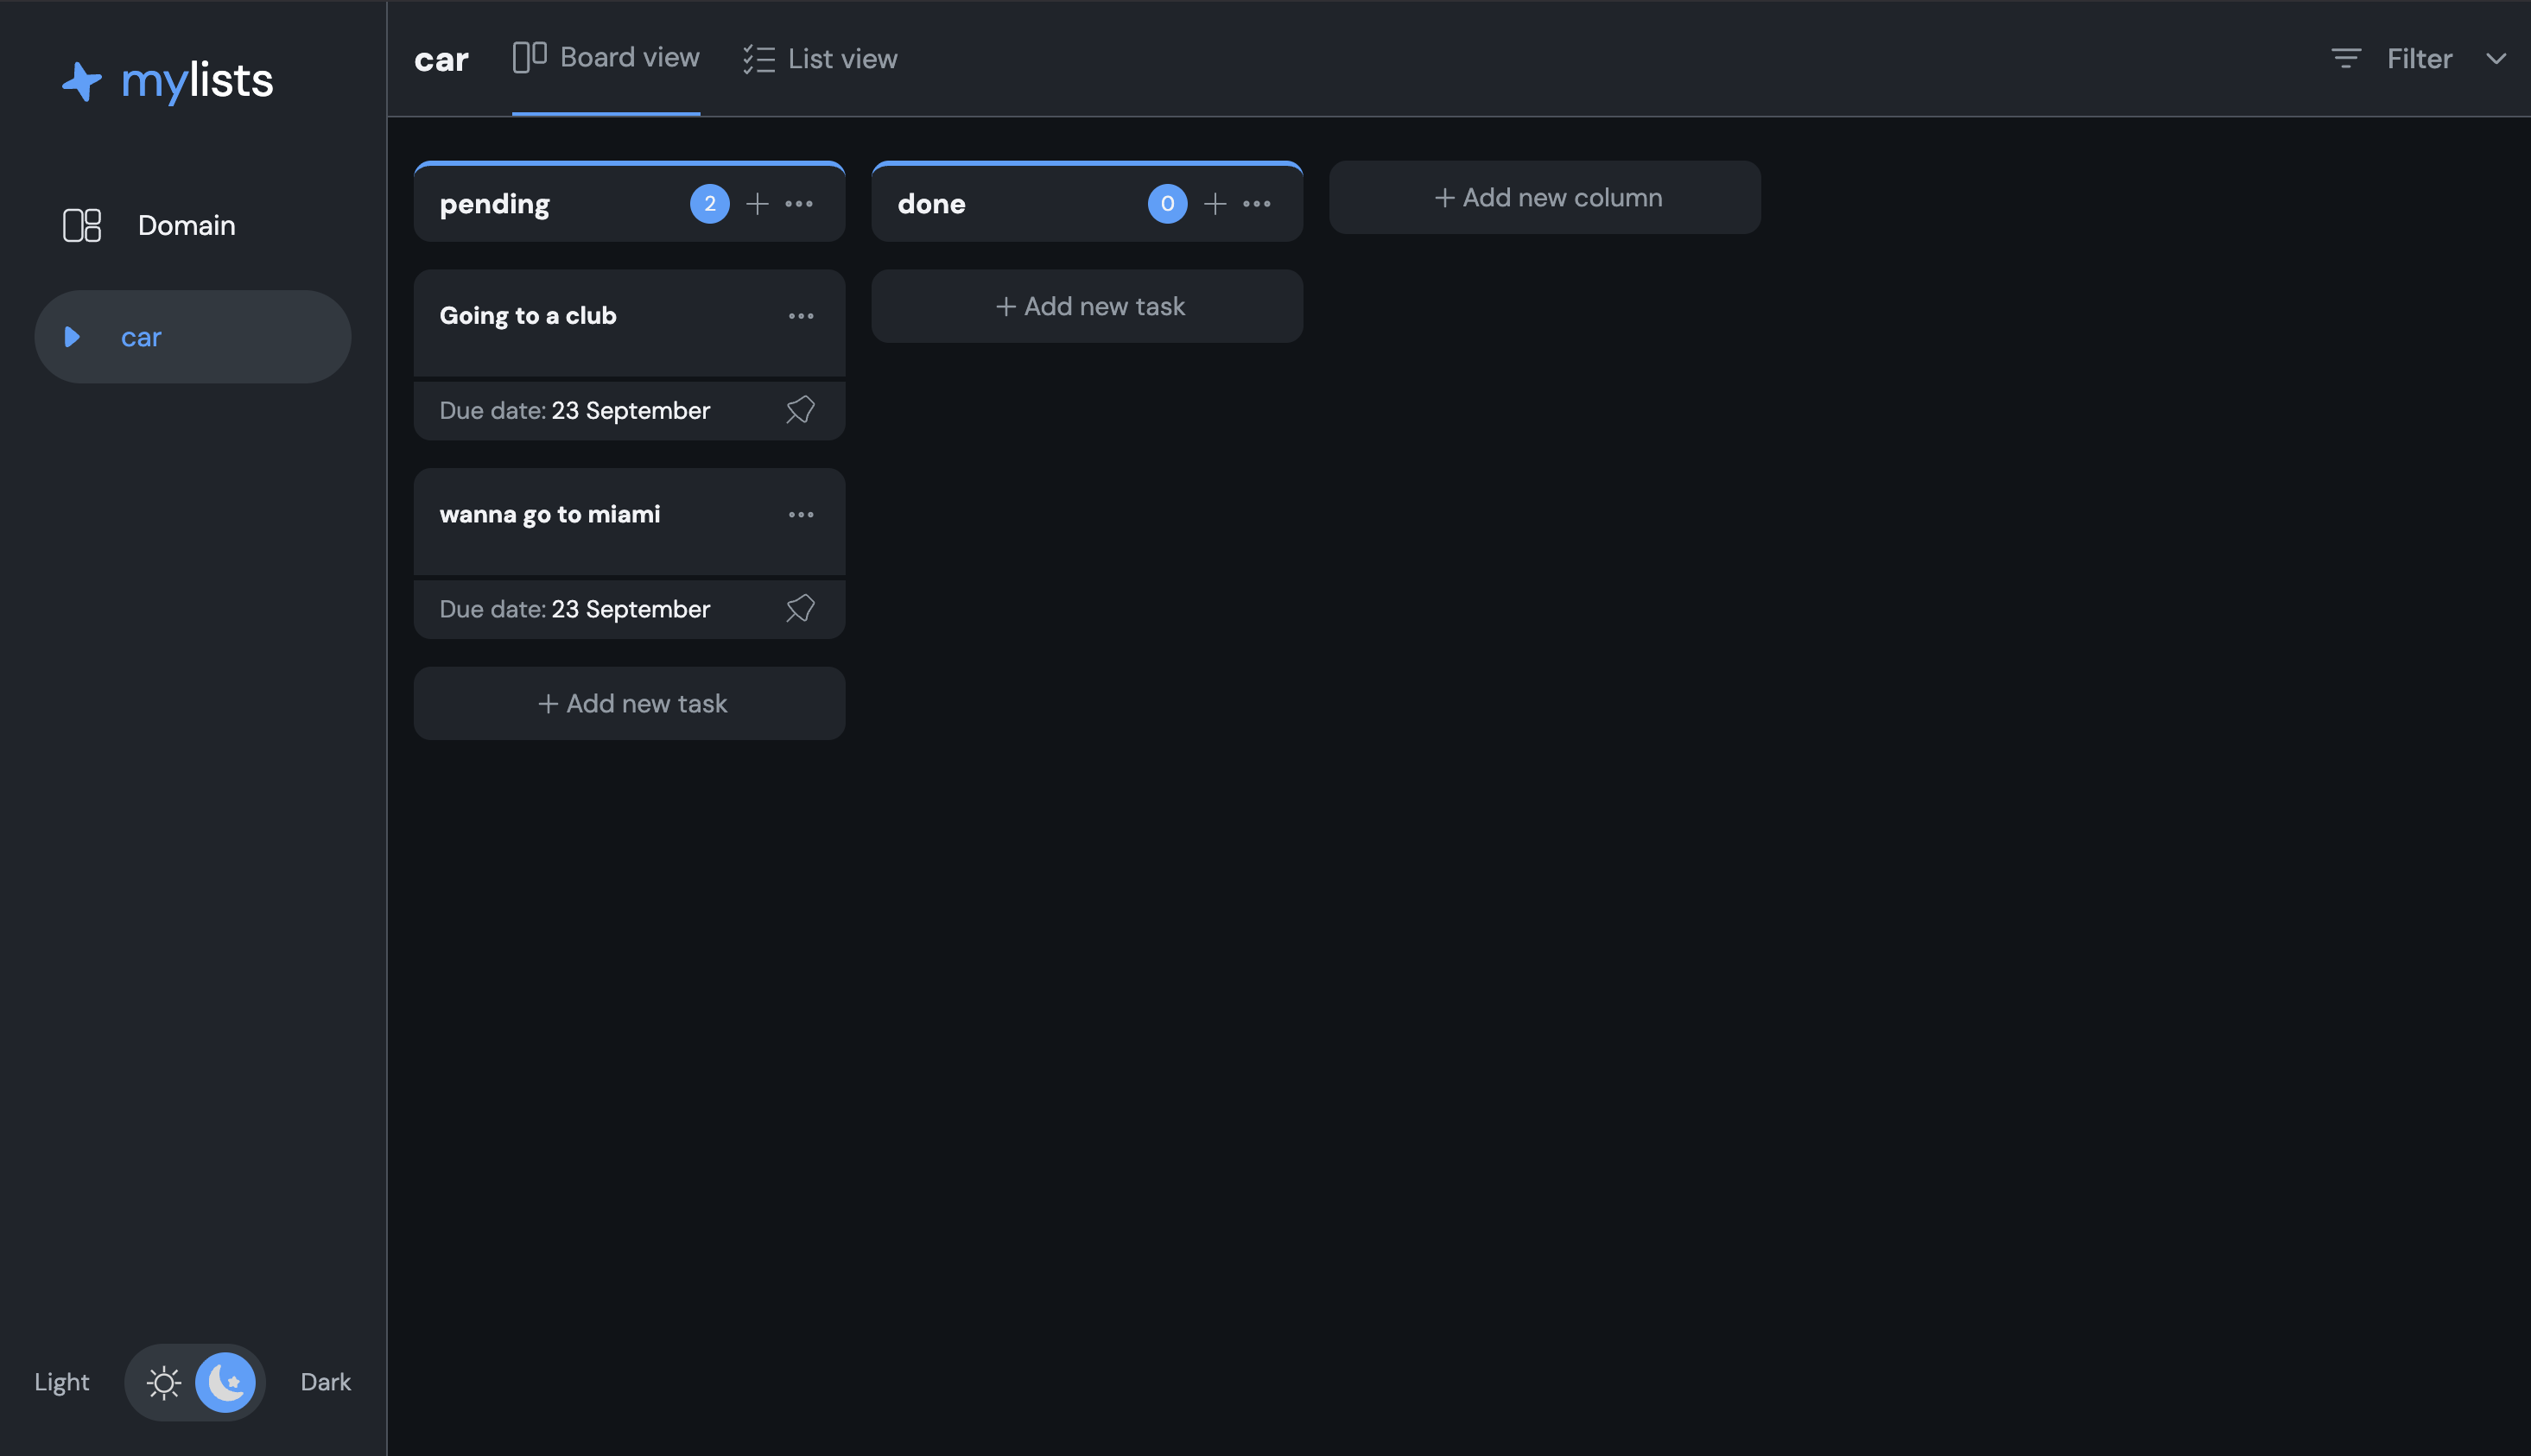 mylists
Domain
car
Light
Dark
car
Board view
List view
Filter
pending
2
Going to a club
Due date: 23 September
wanna go to miami
Due date: 23 September
+ Add new task
done
0
+ Add new task
+ Add new column